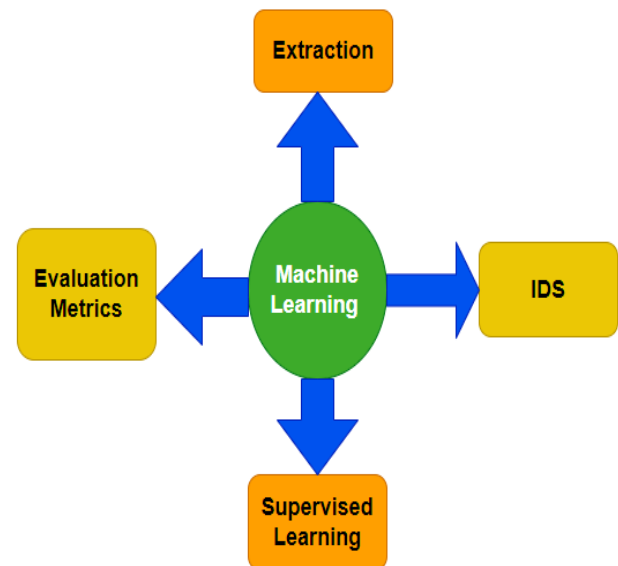 Extraction
Machine
Learning
Evaluation
Metrics
IDS
Supervised
Learning